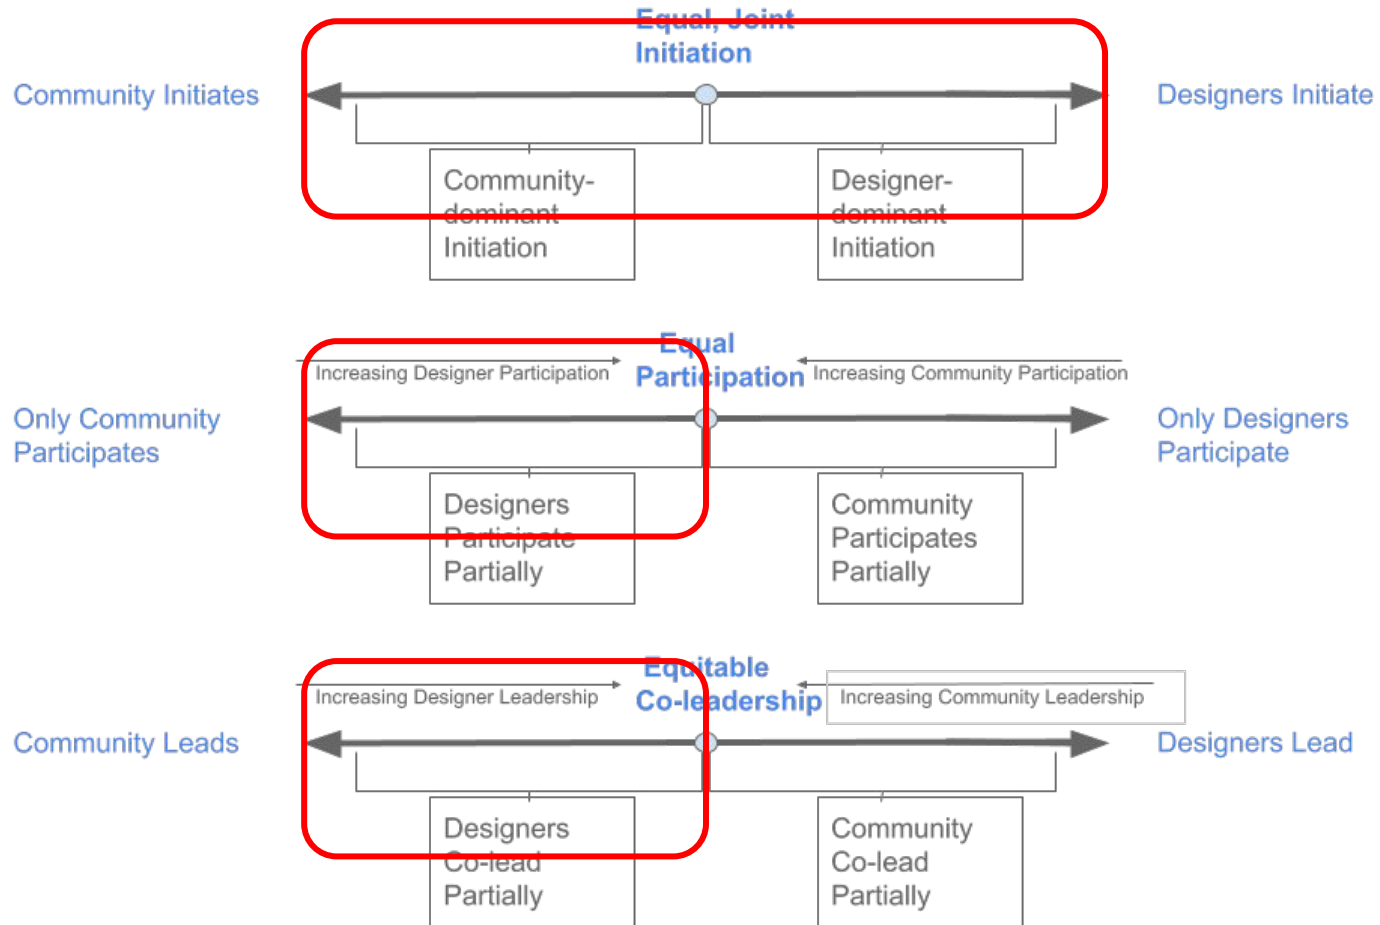 Equal, Joint
Initiation
Community Initiates
Designers Initiate
Community-
dominant
Initiation
Designer-
dominant
Initiation
Equal
Participation
Increasing Designer Participation
Increasing Community Participation
Only Community
Participates
Only Designers
Participate
Designers
Participate
Partially
Community
Participates
Partially
Equitable
Co-leadership
Increasing Designer Leadership
Increasing Community Leadership
Community Leads
Designers Lead
Designers
Co-lead
Partially
Community
Co-lead
Partially